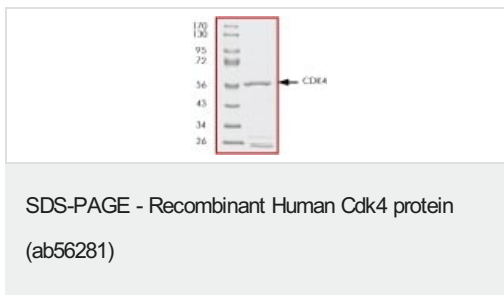 170
130
95
72
56
CDK4
43
34
26
SDS-PAGE - Recombinant Human Cdk4 protein
(ab56281)